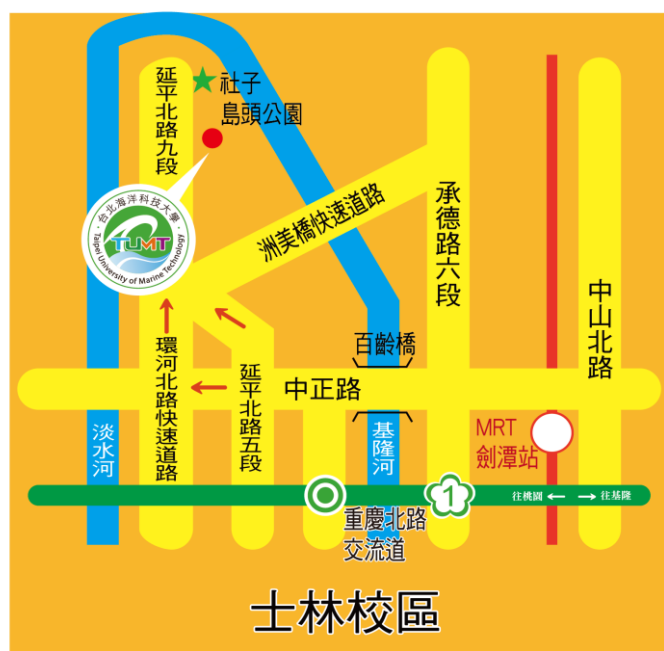 延平北路九段
社子
島頭公園
台北海洋科技大學
Taipei University of Marine Technology
TUMT
洲美橋快速道路
承德路六段
中山北路
百齡橋
環河北路快速道路
延平北路五段
中正路
淡水河
基隆河
MRT
劍潭站
1
往桃園 ← → 往基隆
重慶北路
交流道
士林校區